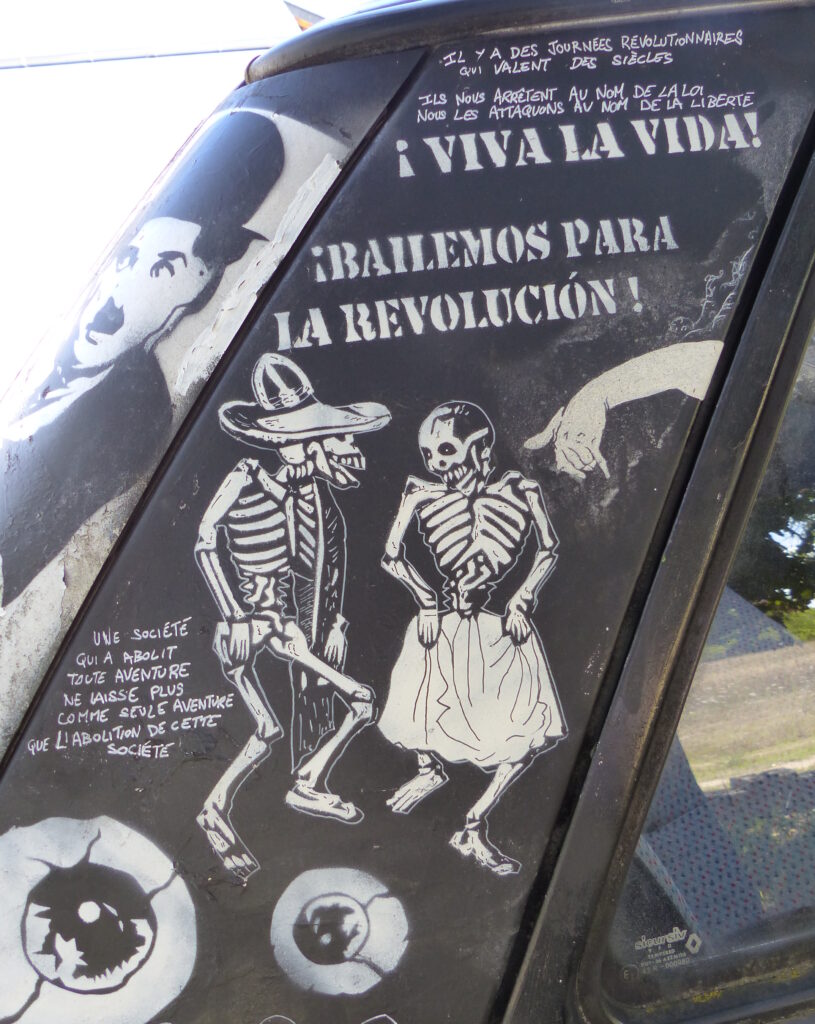 IL Y A DES JOURNÉES RÉVOLUTIONNAIRES
QUI VALENT DES SIÈCLES
ILS NOUS ARRÊTENT AU NOM DE LA LOI
NOUS LES ATTAQUONS AU NOM DE LA LIBERTÉ
¡VIVA LA VIDA!
¡BAILEMOS PARA
LA REVOLUCIÓN!
UNE SOCIÉTÉ
QUI A ABOLIT
TOUTE AVENTURE
NE LAISSE PLUS
COMME SEULE AVENTURE
QUE L'ABOLITION DE CETTE
SOCIÉTÉ
sicursiv